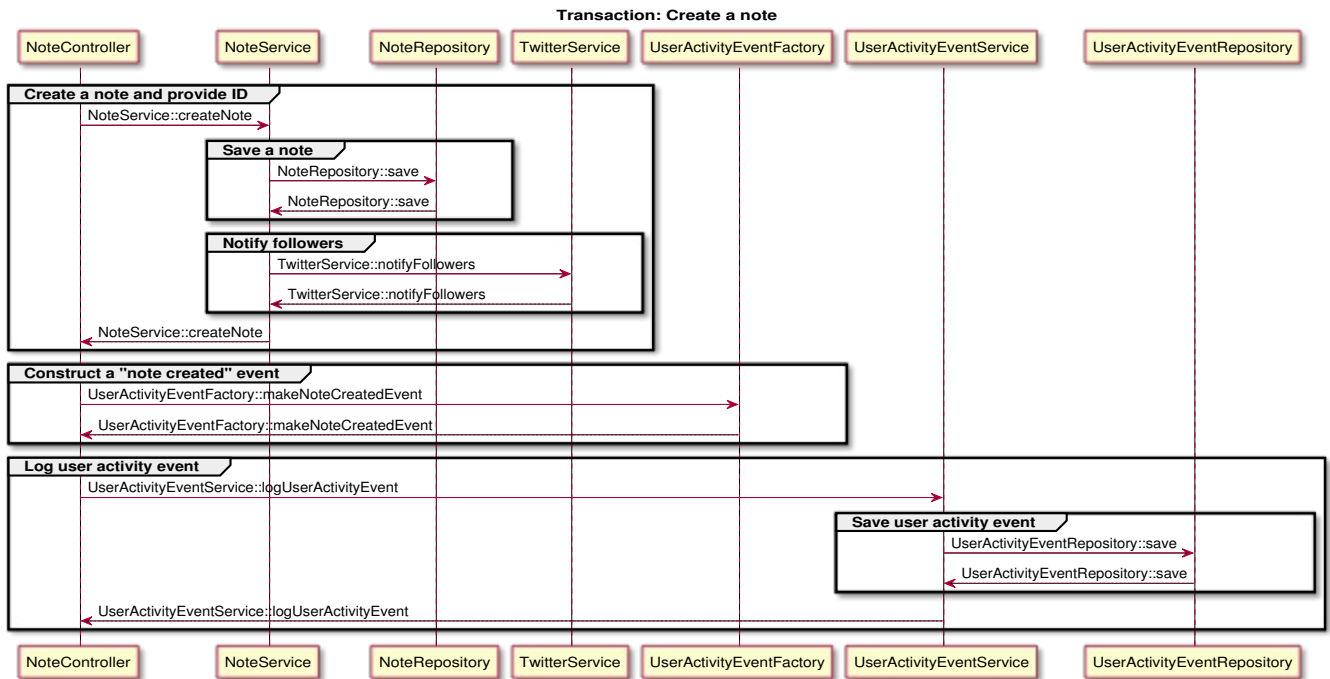 Transaction: Create a note
NoteController NoteService NoteRepository TwitterService UserActivityEventFactory UserActivityEventService UserActivityEventRepository
Create a note and provide ID
NoteService::createNote
Save a note
NoteRepository::save
NoteRepository::save
Notify followers
TwitterService::notifyFollowers
TwitterService::notifyFollowers
NoteService::createNote
Construct a "note created" event
UserActivityEventFactory::makeNoteCreatedEvent
UserActivityEventFactory::makeNoteCreatedEvent
Log user activity event
UserActivityEventService::logUserActivityEvent
Save user activity event
UserActivityEventRepository::save
UserActivityEventRepository::save
UserActivityEventService::logUserActivityEvent
NoteController NoteService NoteRepository TwitterService UserActivityEventFactory UserActivityEventService UserActivityEventRepository